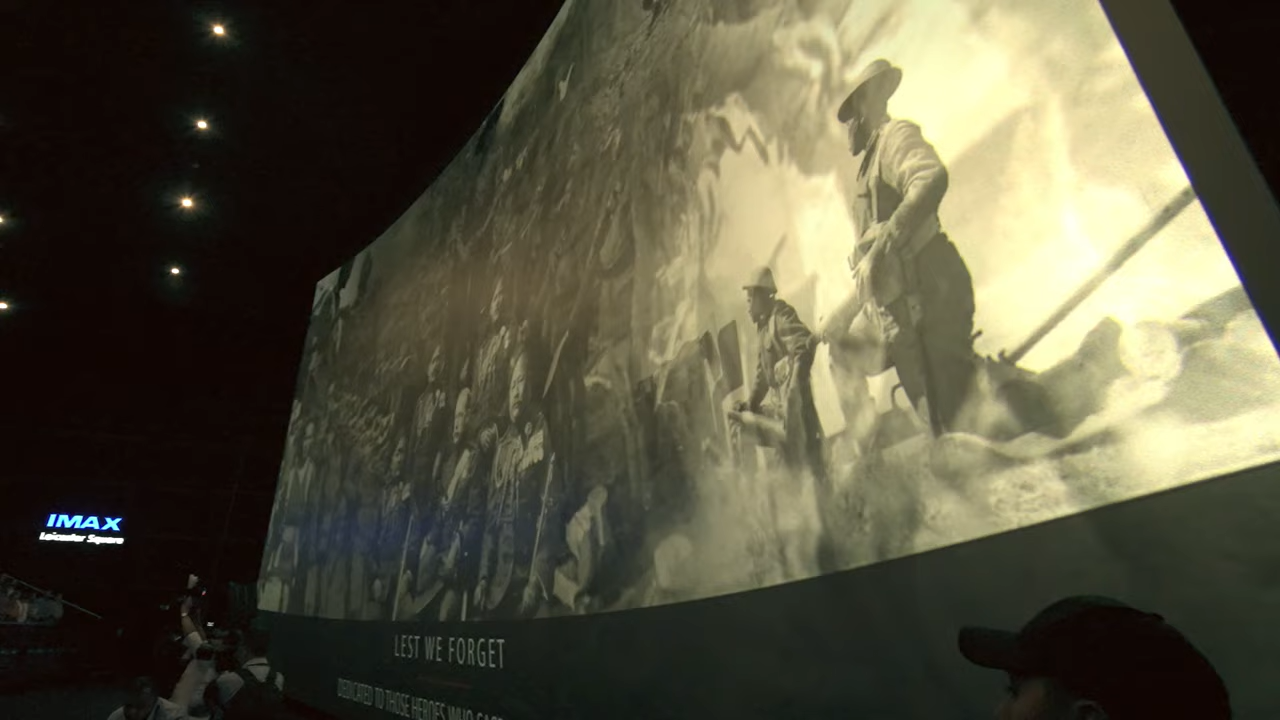 IMAX
Leicester Square
LEST WE FORGET
DEDICATED TO THOSE HEROES WHO